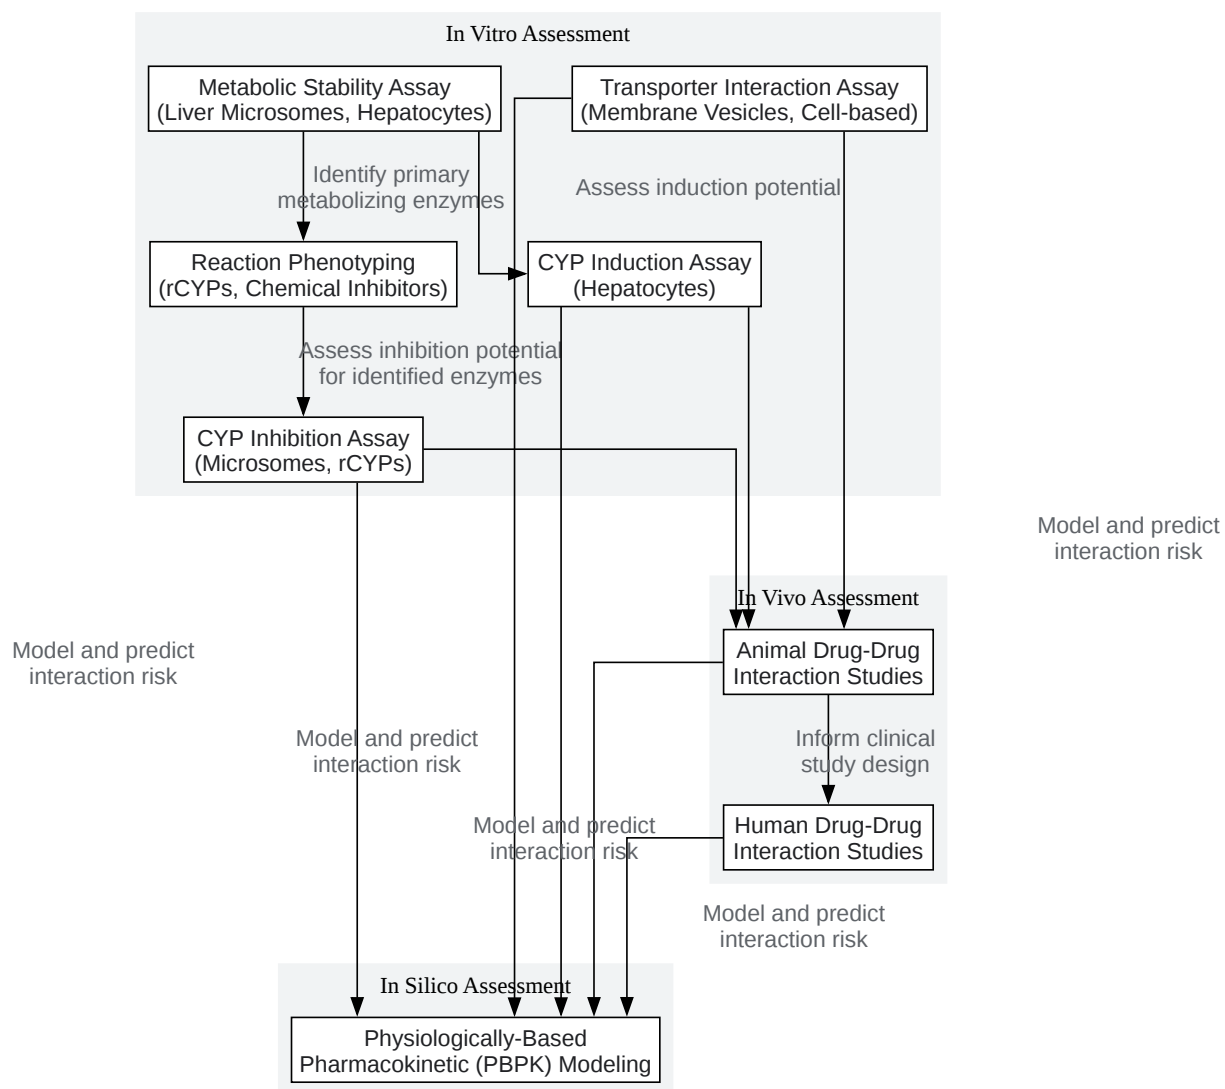 In Vitro Assessment
Metabolic Stability Assay
(Liver Microsomes, Hepatocytes)
Transporter Interaction Assay
(Membrane Vesicles, Cell-based)
Identify primary
metabolizing enzymes
Assess induction potential
Reaction Phenotyping
(rCYPs, Chemical Inhibitors)
CYP Induction Assay
(Hepatocytes)
Assess inhibition potential
for identified enzymes
CYP Inhibition Assay
(Microsomes, rCYPs)
Model and predict
interaction risk
In Vivo Assessment
Animal Drug-Drug
Interaction Studies
Model and predict
interaction risk
Model and predict
interaction risk
Inform clinical
study design
Model and predict
interaction risk
Human Drug-Drug
Interaction Studies
Model and predict
interaction risk
In Silico Assessment
Physiologically-Based
Pharmacokinetic (PBPK) Modeling